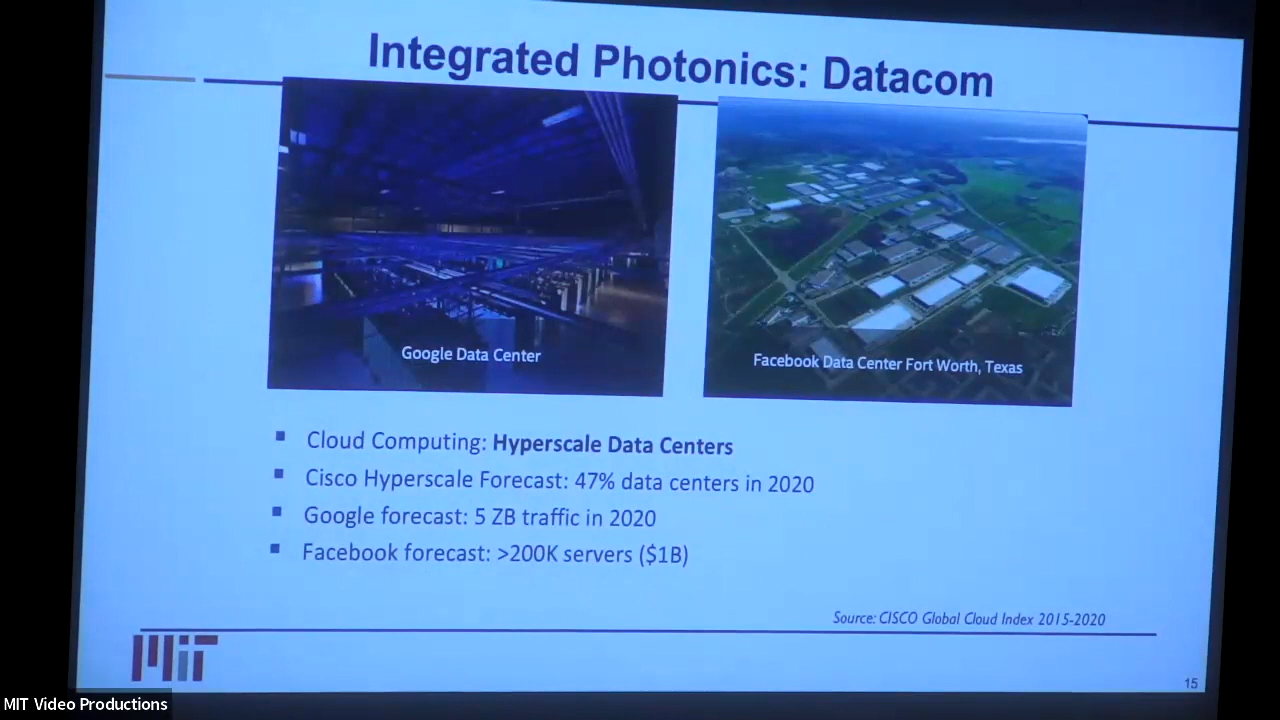 Integrated Photonics: Datacom
Google Data Center
Facebook Data Center Fort Worth, Texas
Cloud Computing: Hyperscale Data Centers
Cisco Hyperscale Forecast: 47% data centers in 2020
Google forecast: 5 ZB traffic in 2020
Facebook forecast: >200K servers ($1B)
Source: CISCO Global Cloud Index 2015-2020
MIT
15
MIT Video Productions